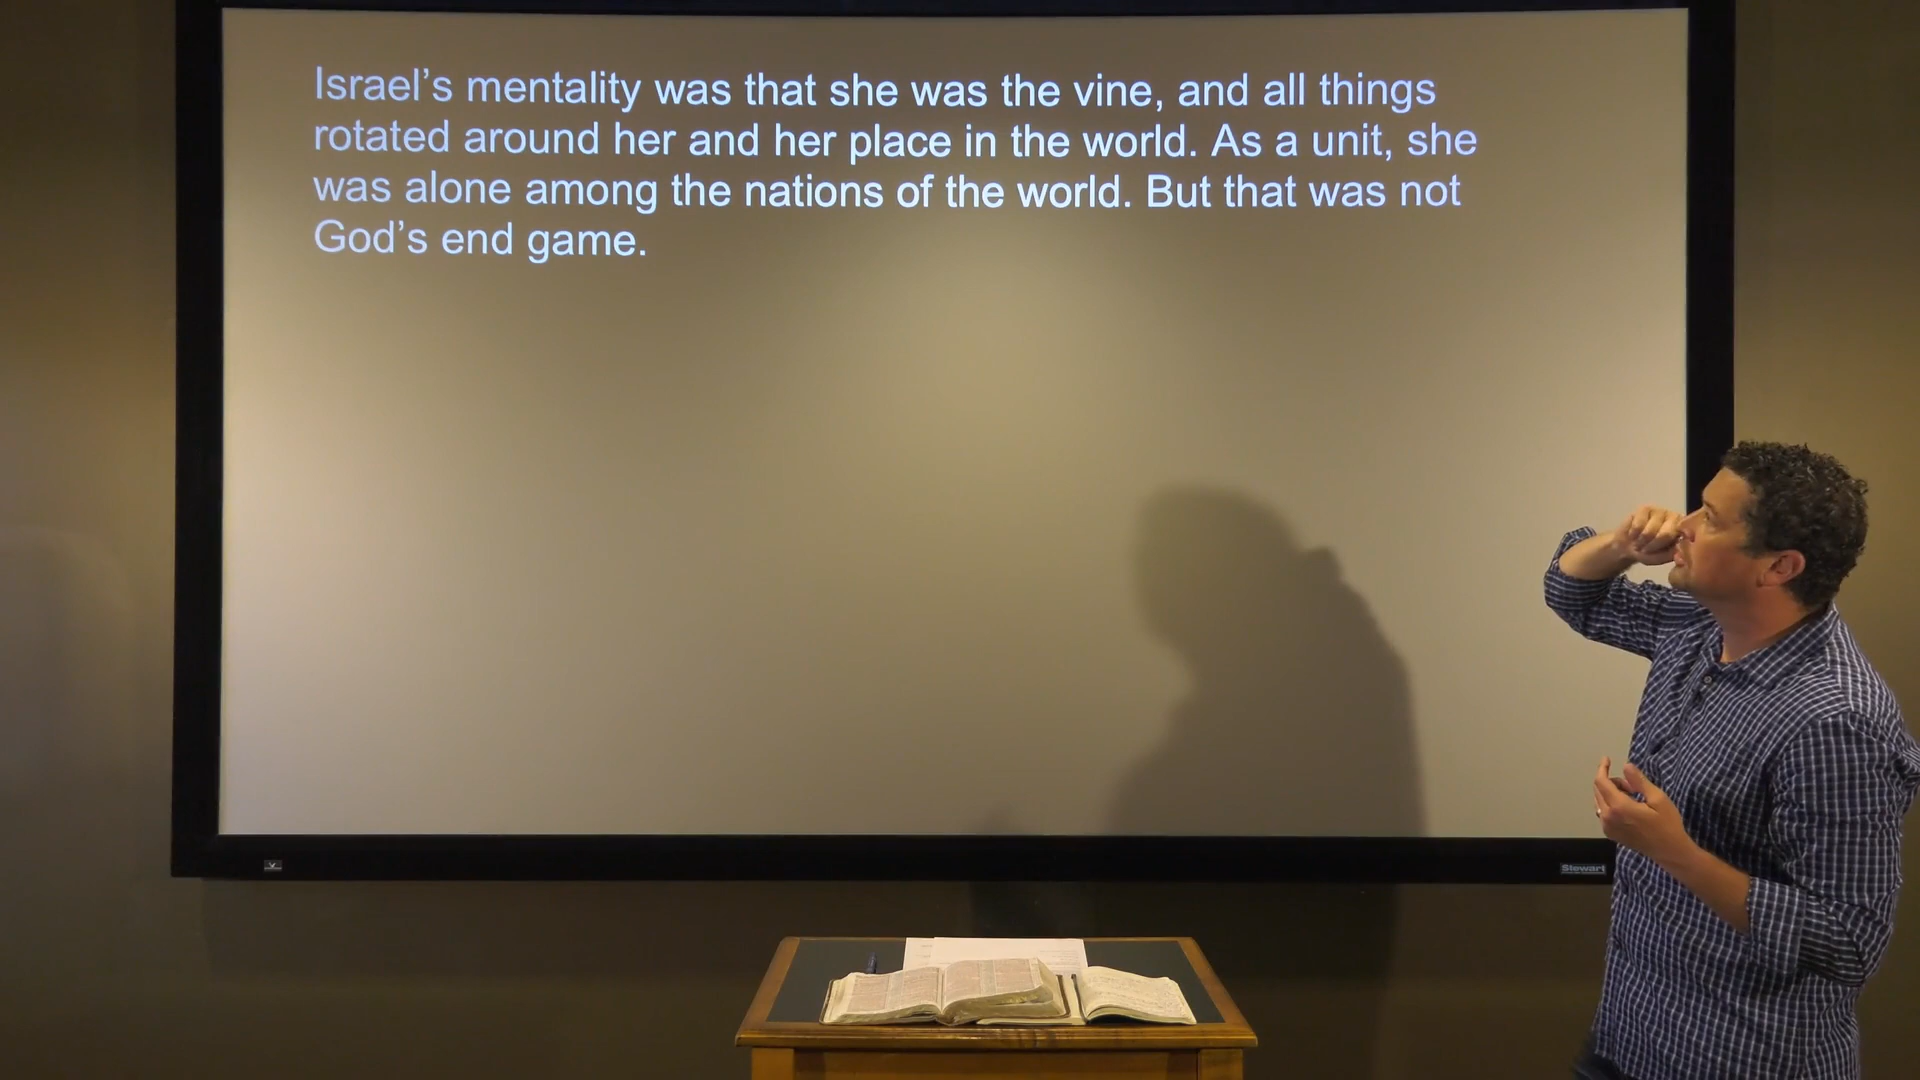 Israel’s mentality was that she was the vine, and all things
rotated around her and her place in the world. As a unit, she
was alone among the nations of the world. But that was not
God’s end game.
Stewart